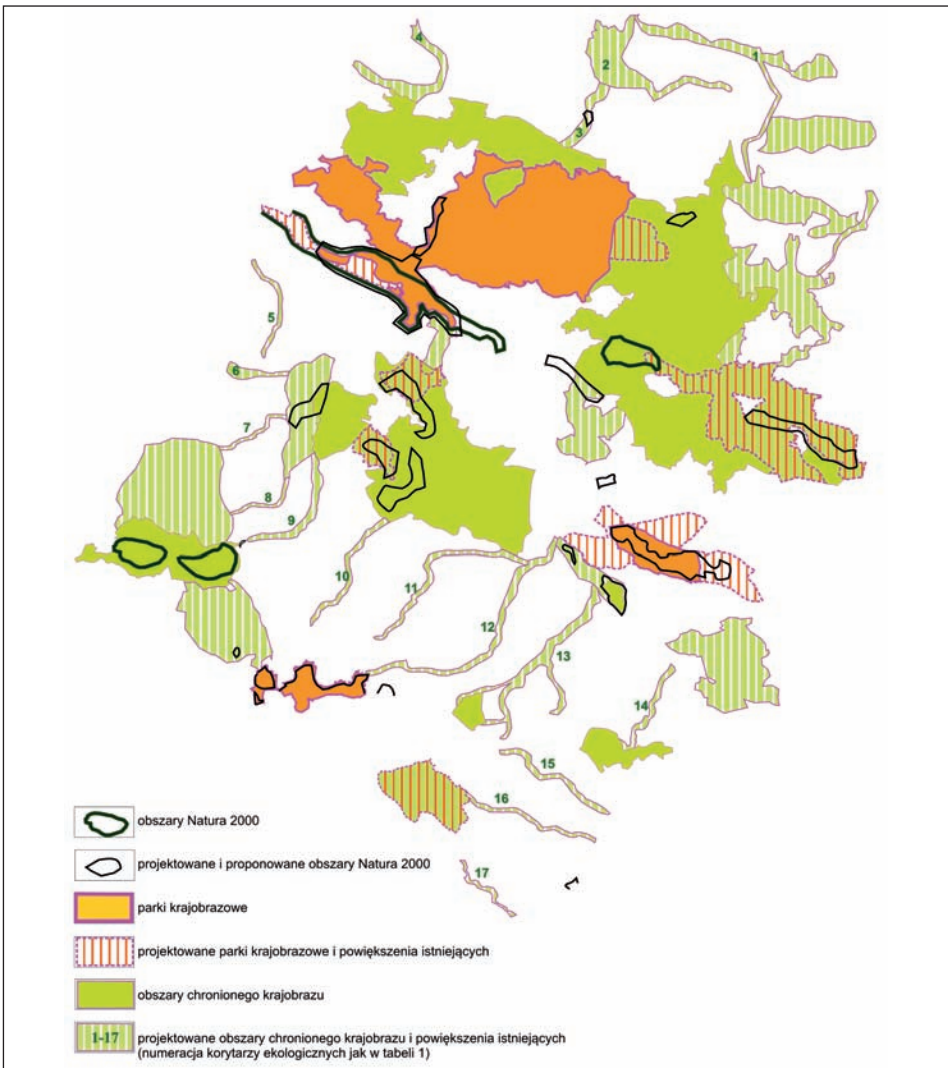 4
1
2
3
5
6
7
8
9
10
11
12
13
14
15
16
17
obszary Natura 2000
projektowane i proponowane obszary Natura 2000
parki krajobrazowe
projektowane parki krajobrazowe i powiększenia istniejących
obszary chronionego krajobrazu
1-17 projektowane obszary chronionego krajobrazu i powiększenia istniejących
(numeracja korytarzy ekologicznych jak w tabeli 1)